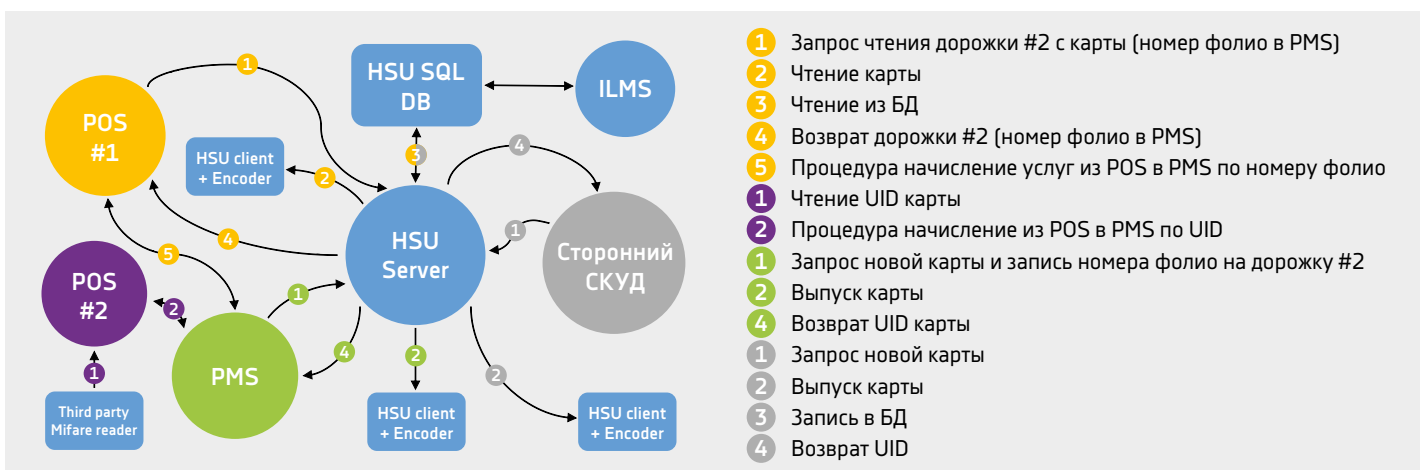 1
HSU SQL
DB
ILMS
POS
#1
HSU client
+ Encoder
2
3
4
HSU
Server
1
Сторонний
СКУД
4
5
POS
#2
2
1
PMS
4
2
2
1
Third party
Mifare reader
HSU client
+ Encoder
HSU client
+ Encoder
1 Запрос чтения дорожки #2 с карты (номер фолио в PMS)
2 Чтение карты
3 Чтение из БД
4 Возврат дорожки #2 (номер фолио в PMS)
5 Процедура начисление услуг из POS в PMS по номеру фолио
1 Чтение UID карты
2 Процедура начисление из POS в PMS по UID
1 Запрос новой карты и запись номера фолио на дорожку #2
2 Выпуск карты
4 Возврат UID карты
1 Запрос новой карты
2 Выпуск карты
3 Запись в БД
4 Возврат UID